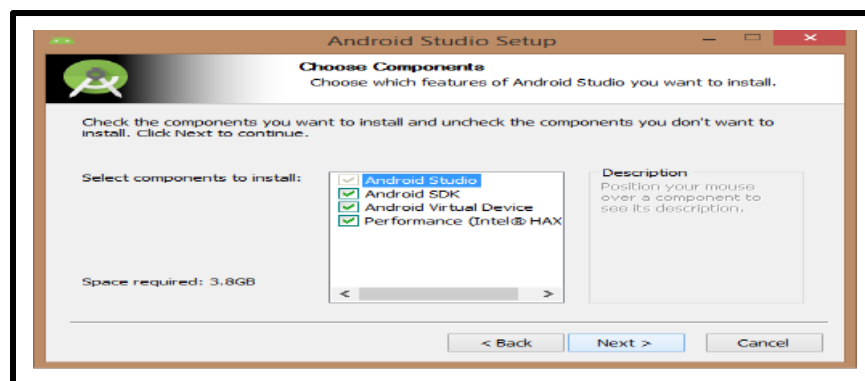 Android Studio Setup
Choose Components
Choose which features of Android Studio you want to install.
Check the components you want to install and uncheck the components you don't want to
install. Click Next to continue.
Select components to install:
Android Studio
Android SDK
Android Virtual Device
Performance (Intel® HAX
Description
Position your mouse
over a component to
see its description.
Space required: 3.8GB
< Back
Next >
Cancel